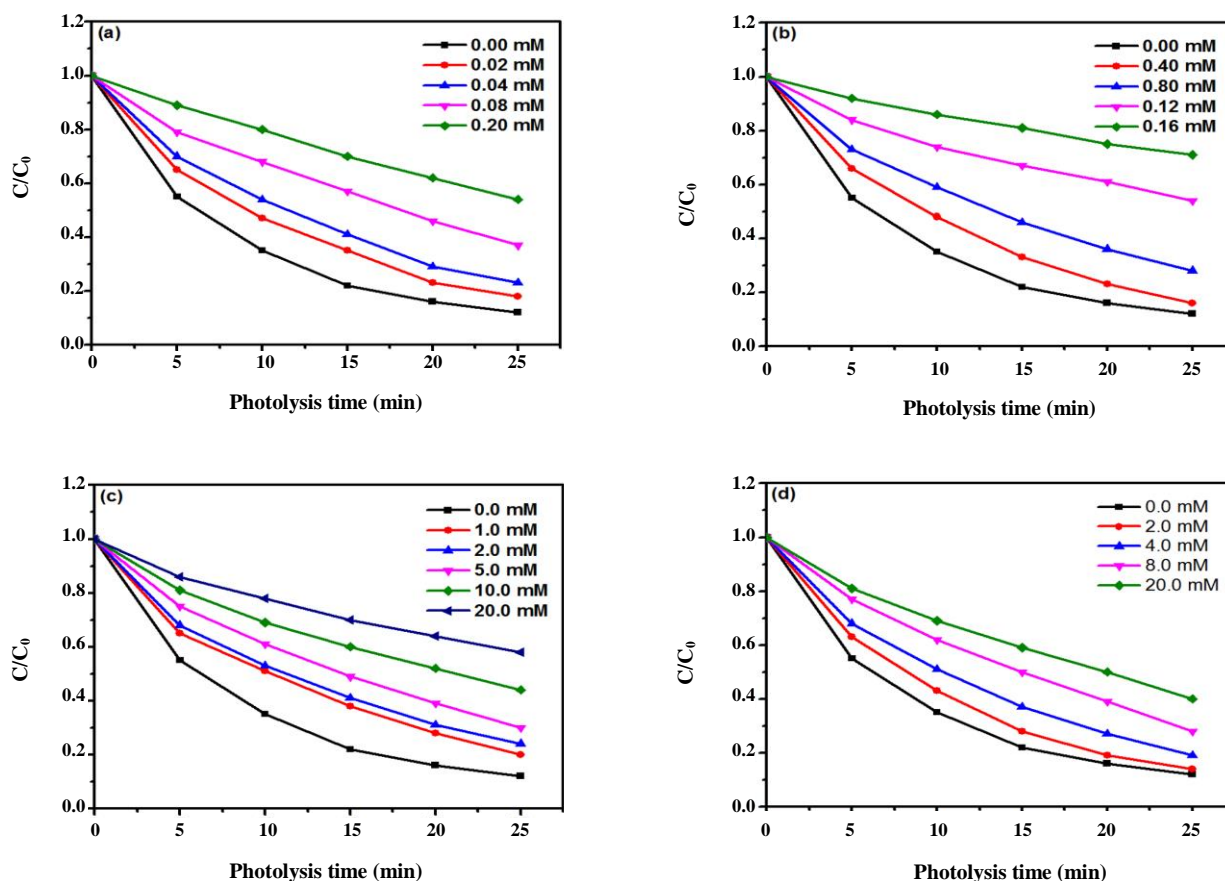 (a)
1.2
1.0
0.8
0.6
0.4
0.2
0.0
C/C₀
0.00 mM
0.02 mM
0.04 mM
0.08 mM
0.20 mM
0 5 10 15 20 25
Photolysis time (min)
(b)
1.2
1.0
0.8
0.6
0.4
0.2
0.0
C/C₀
0.00 mM
0.40 mM
0.80 mM
0.12 mM
0.16 mM
0 5 10 15 20 25
Photolysis time (min)
(c)
1.2
1.0
0.8
0.6
0.4
0.2
0.0
C/C₀
0.0 mM
1.0 mM
2.0 mM
5.0 mM
10.0 mM
20.0 mM
0 5 10 15 20 25
Photolysis time (min)
(d)
1.2
1.0
0.8
0.6
0.4
0.2
0.0
C/C₀
0.0 mM
2.0 mM
4.0 mM
8.0 mM
20.0 mM
0 5 10 15 20 25
Photolysis time (min)